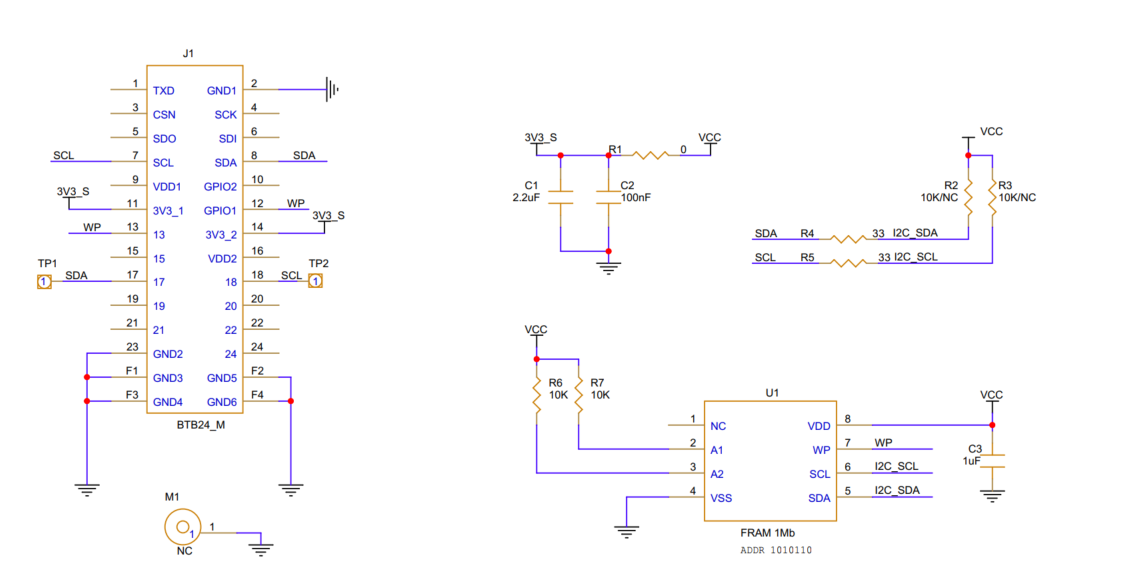 J1
1 TXD GND1 2
3 CSN SCK 4
5 SDO SDI 6
SCL 7 SCL SDA 8 SDA
9 VDD1 GPIO2 10
3V3_S 11 3V3_1 GPIO1 12 WP
WP 13 13 3V3_2 14 3V3_S
15 15 VDD2 16
TP1 1 SDA 17 17 18 18 SCL 1 TP2
19 19 20 20
21 21 22 22
23 GND2 24 24
F1 GND3 GND5 F2
F3 GND4 GND6 F4
BTB24_M
M1
1 1
NC
3V3_S R1 0 VCC
C1 C2
2.2uF 100nF
VCC
R2 R3
10K/NC 10K/NC
SDA R4 33 I2C_SDA
SCL R5 33 I2C_SCL
VCC
R6 R7
10K 10K
U1
1 NC VDD 8
2 A1 WP 7 WP
3 A2 SCL 6 I2C_SCL
4 VSS SDA 5 I2C_SDA
FRAM 1Mb
ADDR 1010110
VCC
C3
1uF